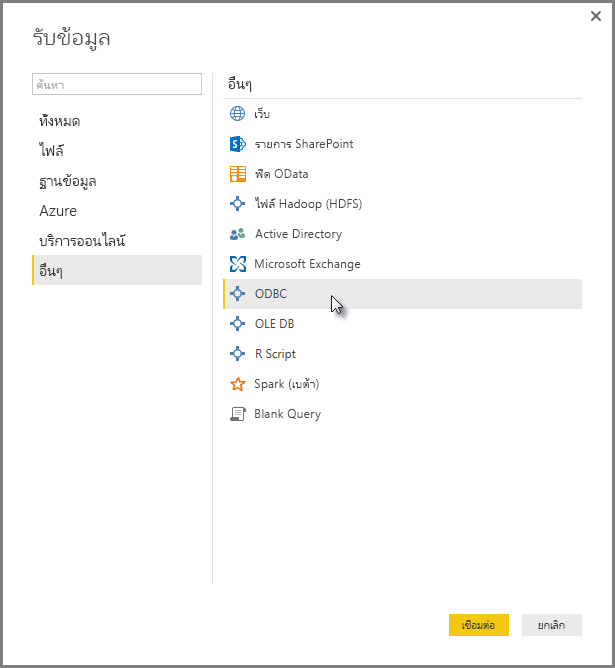 รับข้อมูล
ค้นหา
ทั้งหมด
ไฟล์
ฐานข้อมูล
Azure
บริการออนไลน์
อื่นๆ
อื่นๆ
เว็บ
รายการ SharePoint
ฟีด OData
ไฟล์ Hadoop (HDFS)
Active Directory
Microsoft Exchange
ODBC
OLE DB
R Script
Spark (เบต้า)
Blank Query
เชื่อมต่อ
ยกเลิก